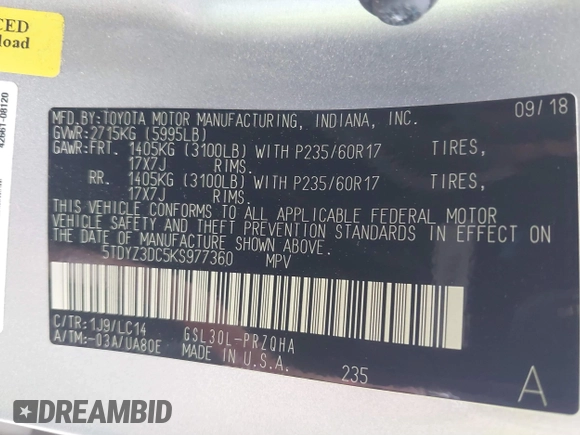 CED
load
42661-08120
MFD.BY:TOYOTA MOTOR MANUFACTURING, INDIANA, INC. 09/18
GVWR:2715KG (5995LB)
GAWR:FRT. 1405KG (3100LB) WITH P235/60R17 TIRES,
17X7J RIMS.
RR. 1405KG (3100LB) WITH P235/60R17 TIRES,
17X7J RIMS.
THIS VEHICLE CONFORMS TO ALL APPLICABLE FEDERAL MOTOR
VEHICLE SAFETY AND THEFT PREVENTION STANDARDS IN EFFECT ON
THE DATE OF MANUFACTURE SHOWN ABOVE.
5TDYZ3DC5KS977360 MPV
C/TR:1J9/LC14 GSL30L-PRZQHA
A/TM:-03A/UA80E MADE IN U.S.A.
235
A
DREAMBID